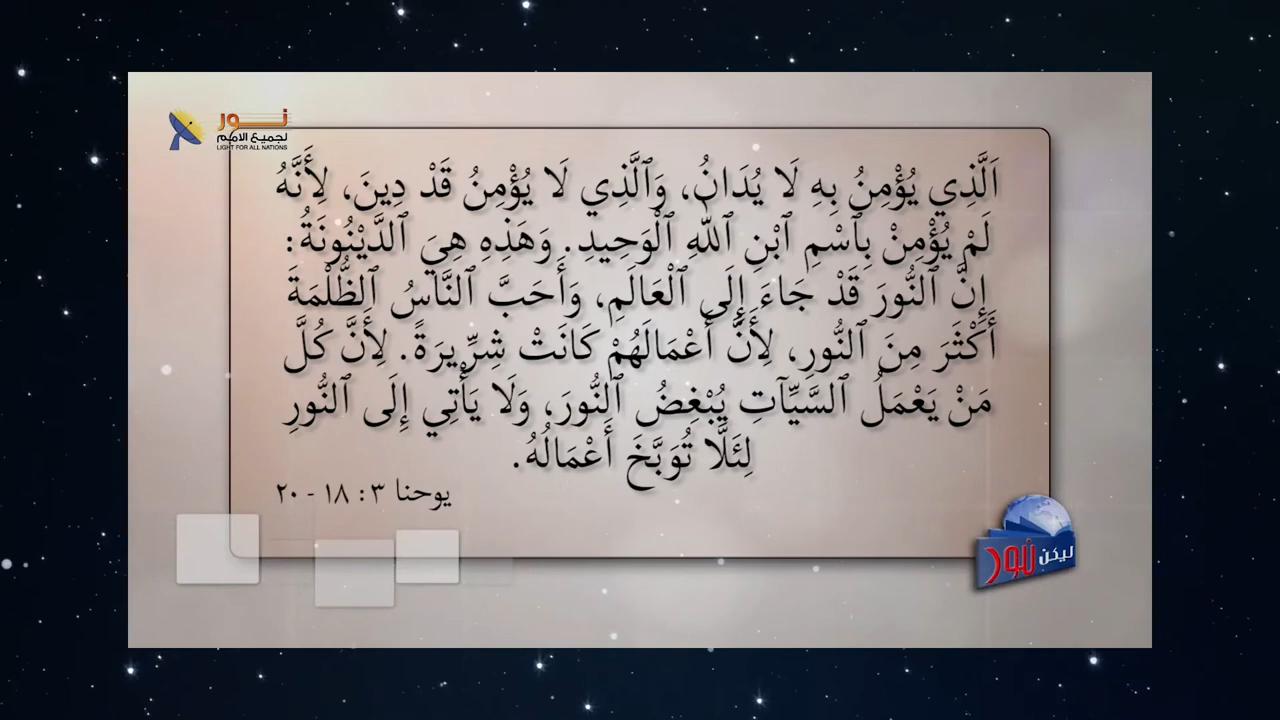 نور
لجميع الامم
LIGHT FOR ALL NATIONS
اَلَّذِي يُؤْمِنُ بِهِ لَا يُدَانُ، وَٱلَّذِي لَا يُؤْمِنُ قَدْ دِينَ، لِأَنَّهُ
لَمْ يُؤْمِنْ بِٱسْمِ ٱبْنِ ٱللهِ ٱلْوَحِيدِ. وَهَذِهِ هِيَ ٱلدَّيْنُونَةُ:
إِنَّ ٱلنُّورَ قَدْ جَاءَ إِلَى ٱلْعَالَمِ، وَأَحَبَّ ٱلنَّاسُ ٱلظُّلْمَةَ
أَكْثَرَ مِنَ ٱلنُّورِ، لِأَنَّ أَعْمَالَهُمْ كَانَتْ شِرِّيرَةً. لِأَنَّ كُلَّ
مَنْ يَعْمَلُ ٱلسَّيِّآتِ يُبْغِضُ ٱلنُّورَ، وَلَا يَأْتِي إِلَى ٱلنُّورِ
لِئَلَّا تُوَبَّخَ أَعْمَالُهُ.
يوحنا ٣: ١٨ - ٢٠
ليكن نور